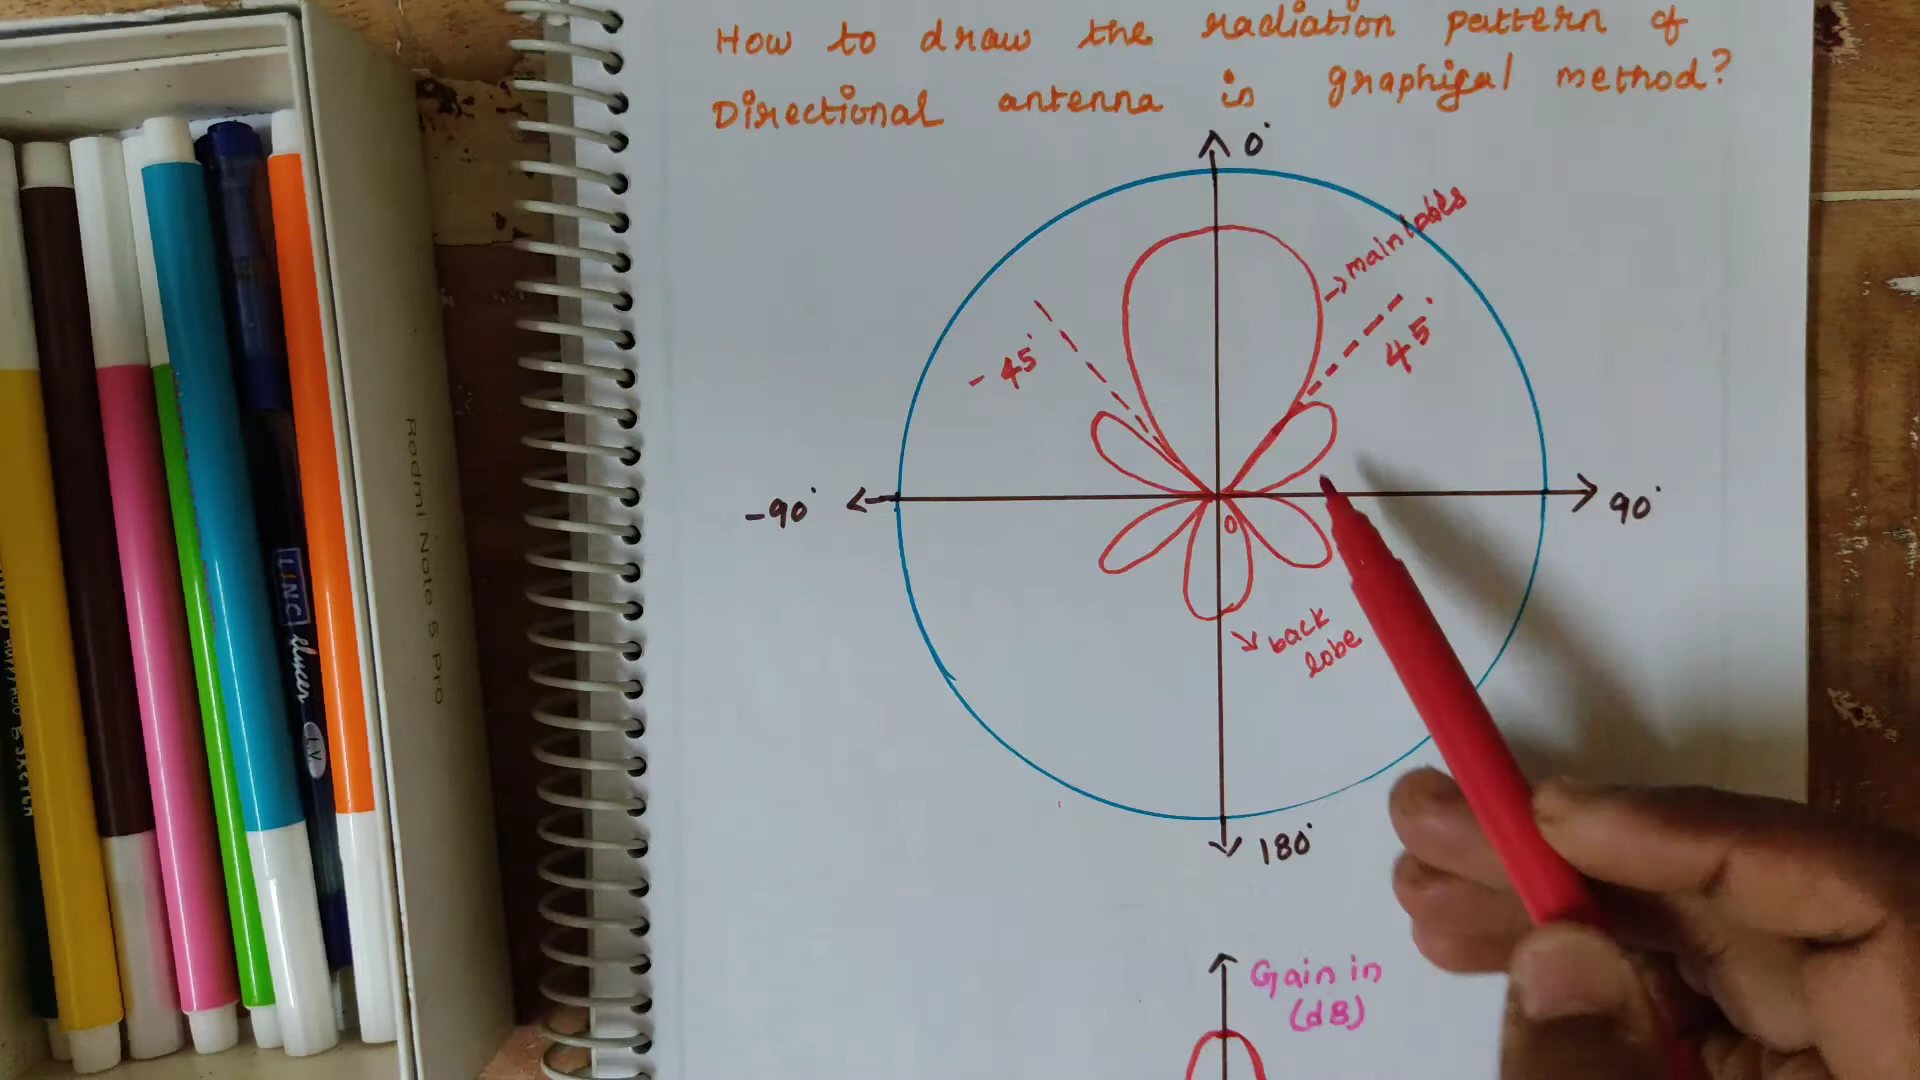 How to draw the radiation pattern of
Directional antenna in graphical method?
0°
→ main lobes
-45°
45°
-90°
90°
0
back
lobe
180°
Gain in
(dB)
Redmi Note 5 Pro
LINC